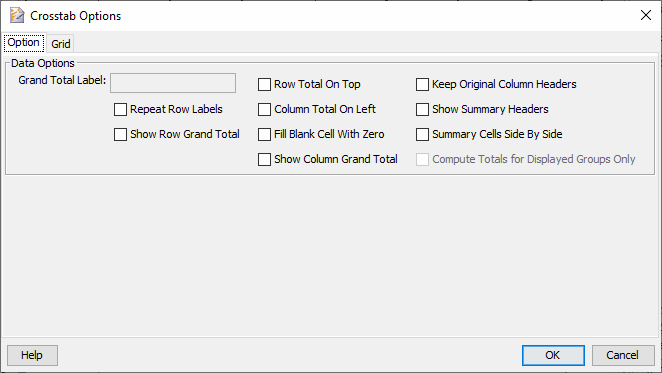 Crosstab Options
Option Grid
Data Options
Grand Total Label: Row Total On Top Keep Original Column Headers
Repeat Row Labels Column Total On Left Show Summary Headers
Show Row Grand Total Fill Blank Cell With Zero Summary Cells Side By Side
Show Column Grand Total Compute Totals for Displayed Groups Only
Help OK Cancel